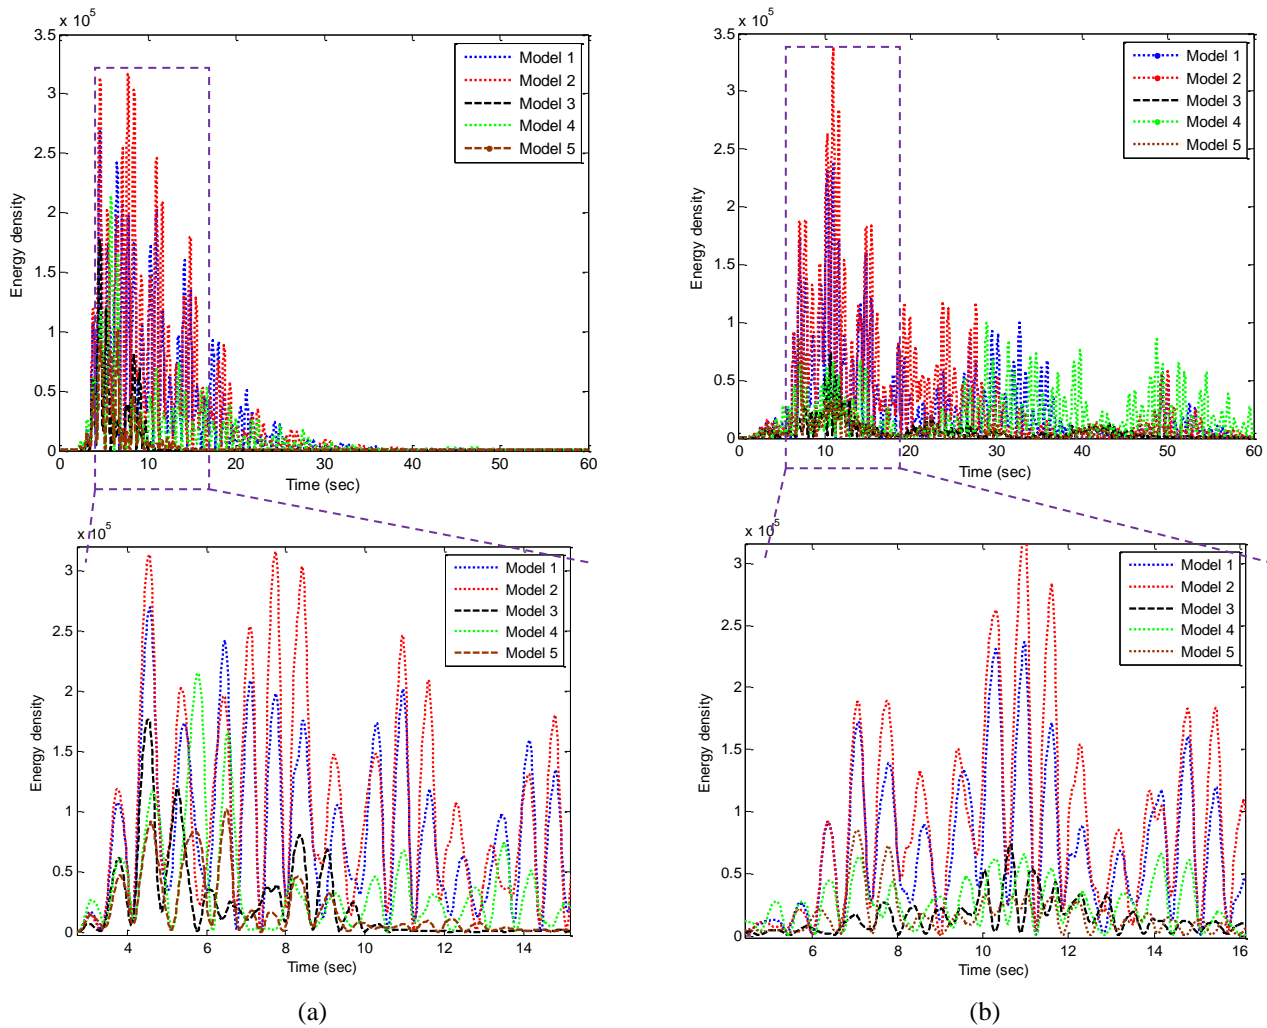 x 10^5
3.5
3
2.5
2
1.5
1
0.5
0
Energy density
0 10 20 30 40 50 60
Time (sec)
Model 1
Model 2
Model 3
Model 4
Model 5
x 10^5
3.5
3
2.5
2
1.5
1
0.5
0
Energy density
0 10 20 30 40 50 60
Time (sec)
Model 1
Model 2
Model 3
Model 4
Model 5
x 10^5
3
2.5
2
1.5
1
0.5
0
Energy density
4 6 8 10 12 14
Time (sec)
Model 1
Model 2
Model 3
Model 4
Model 5
(a)
x 10^5
3
2.5
2
1.5
1
0.5
0
Energy density
6 8 10 12 14 16
Time (sec)
Model 1
Model 2
Model 3
Model 4
Model 5
(b)